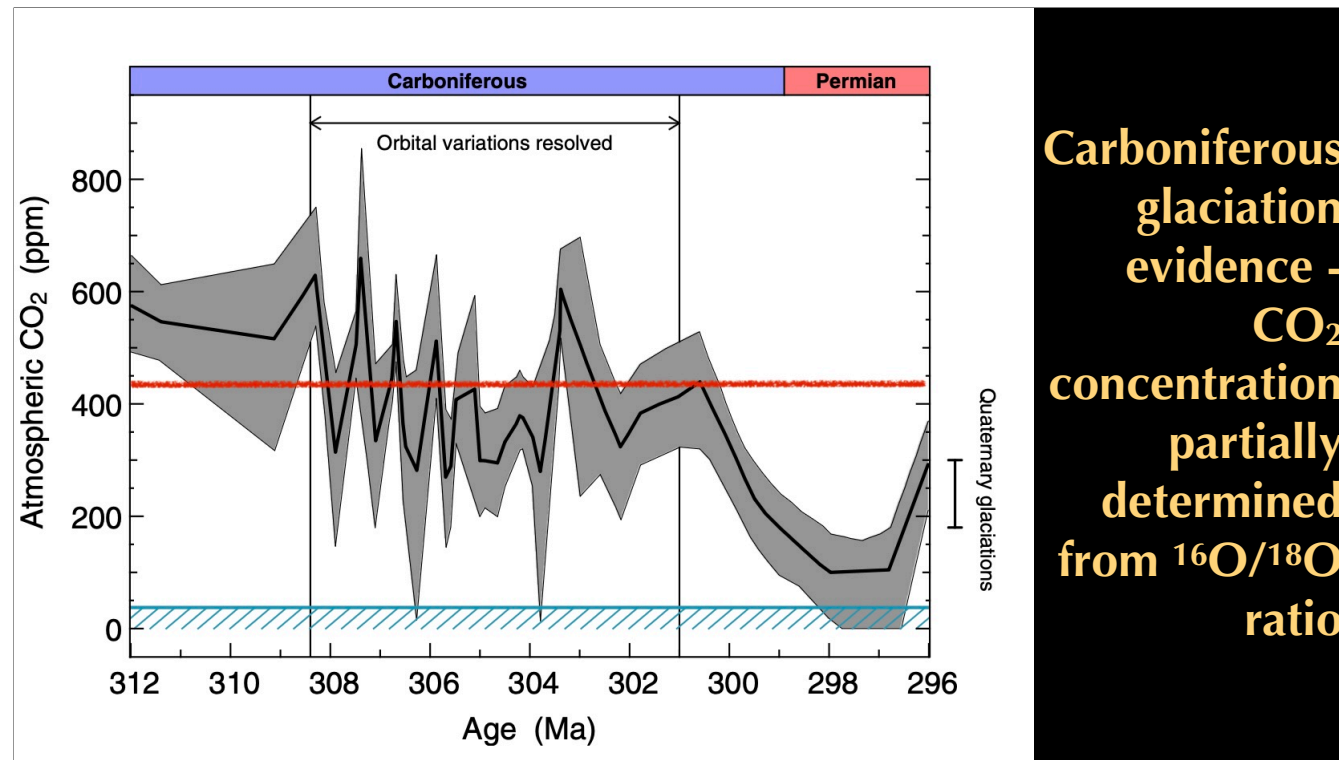 Carboniferous
Permian
Orbital variations resolved
Atmospheric CO₂ (ppm)
800
600
400
200
0
312
310
308
306
304
302
300
298
296
Age (Ma)
Quaternary glaciations
Carboniferous
glaciation
evidence -
CO₂
concentration
partially
determined
from ¹⁶O/¹⁸O
ratio